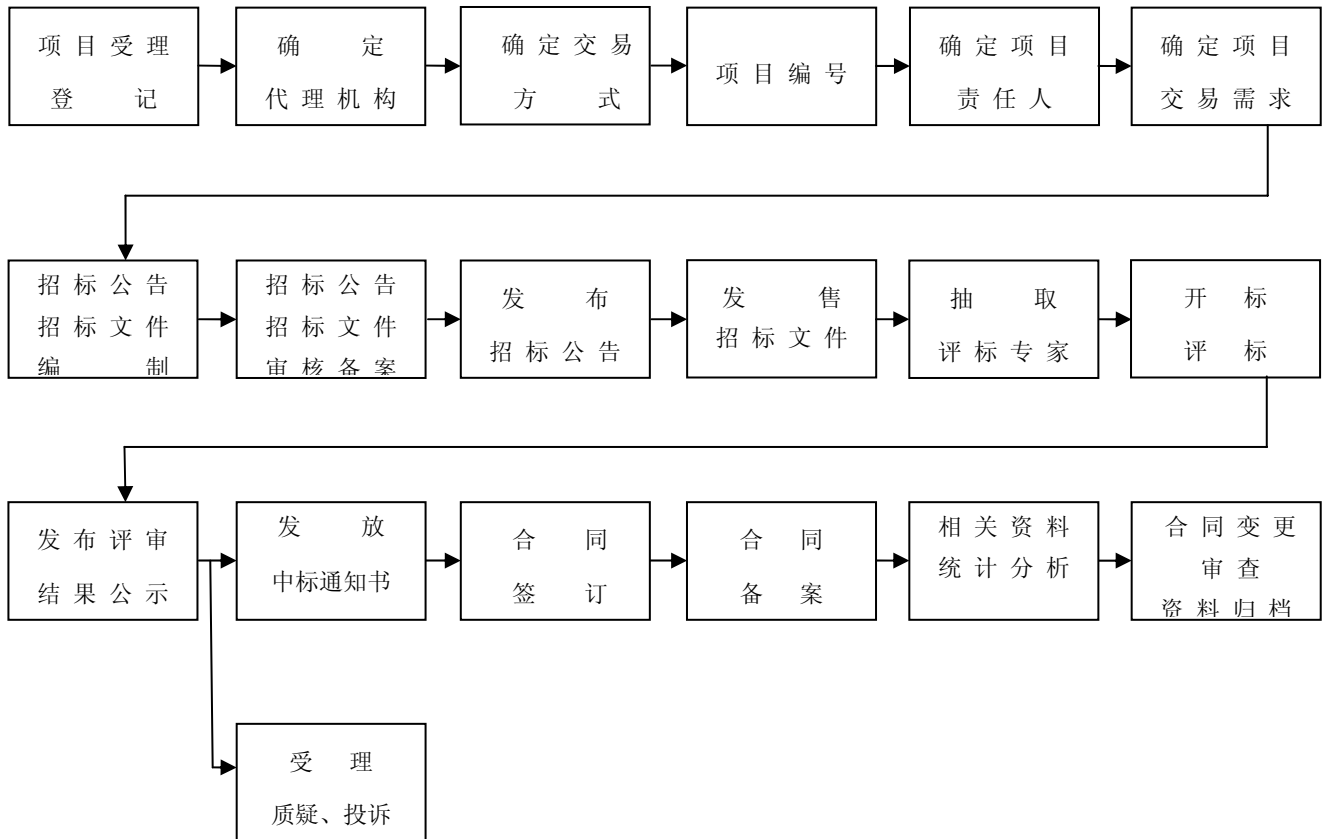 项目受理
登记
确定
代理机构
确定交易
方式
项目编号
确定项目
责任人
确定项目
交易需求
招标公告
招标文件
编制
招标公告
招标文件
审核备案
发布
招标公告
发售
招标文件
抽取
评标专家
开标
评标
发布评审
结果公示
发放
中标通知书
合同
签订
合同
备案
相关资料
统计分析
合同变更
审查
资料归档
受理
质疑、投诉